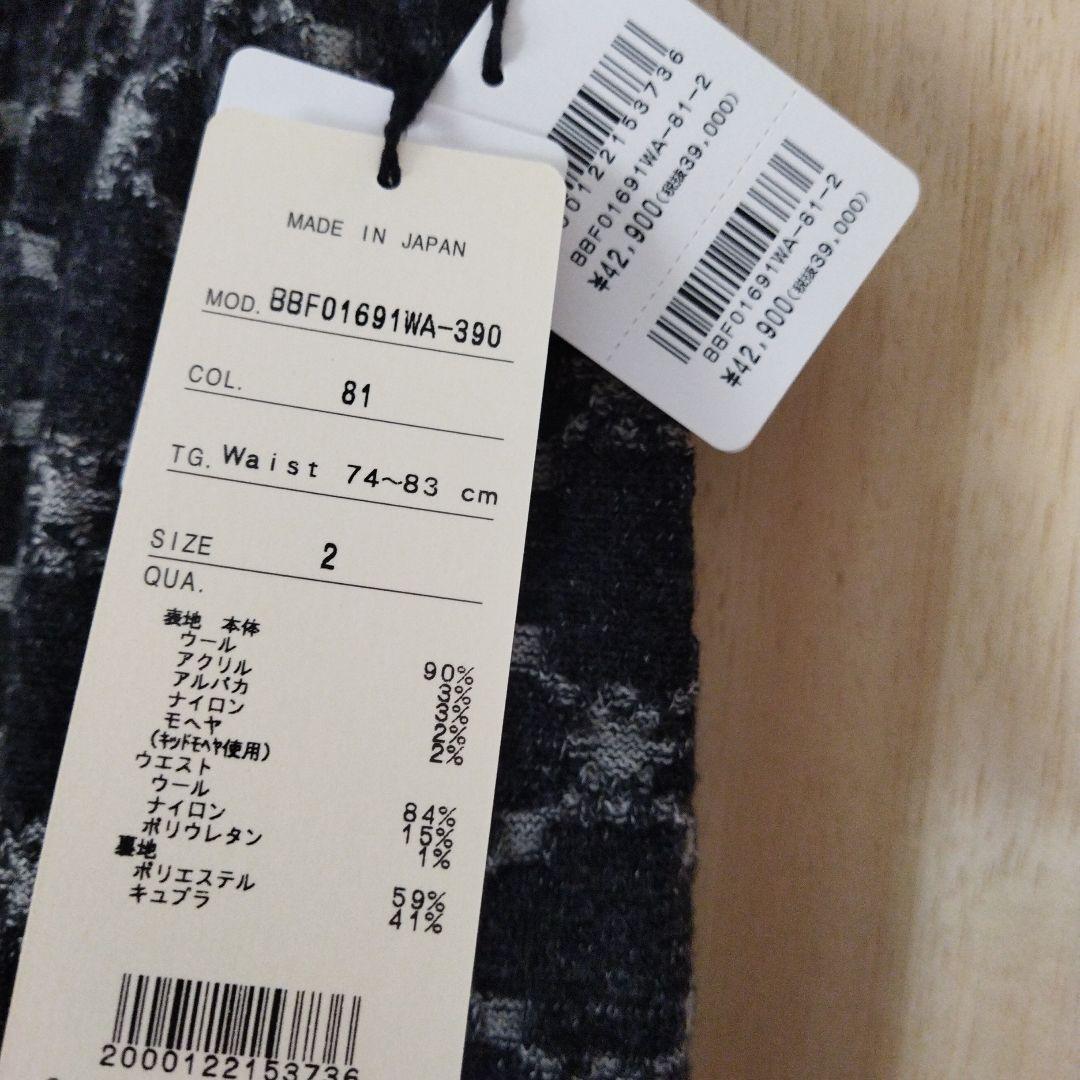 MADE IN JAPAN
MOD. BBF01691WA-390
COL. 81
TG. Waist 74～83 cm
SIZE 2
QUA.
表地 本体
ウール 90%
アクリル 3%
アルパカ 3%
ナイロン 2%
モヘヤ 2%
(キッドモヘヤ使用)
ウエスト
ウール 84%
ナイロン 15%
ポリウレタン 1%
裏地
ポリエステル 59%
キュプラ 41%
2000122153736
0122153736
BBF01691WA-81-2
¥42,900(税抜39,000)
BBF01691WA-81-2
¥42,900(税抜39,000)